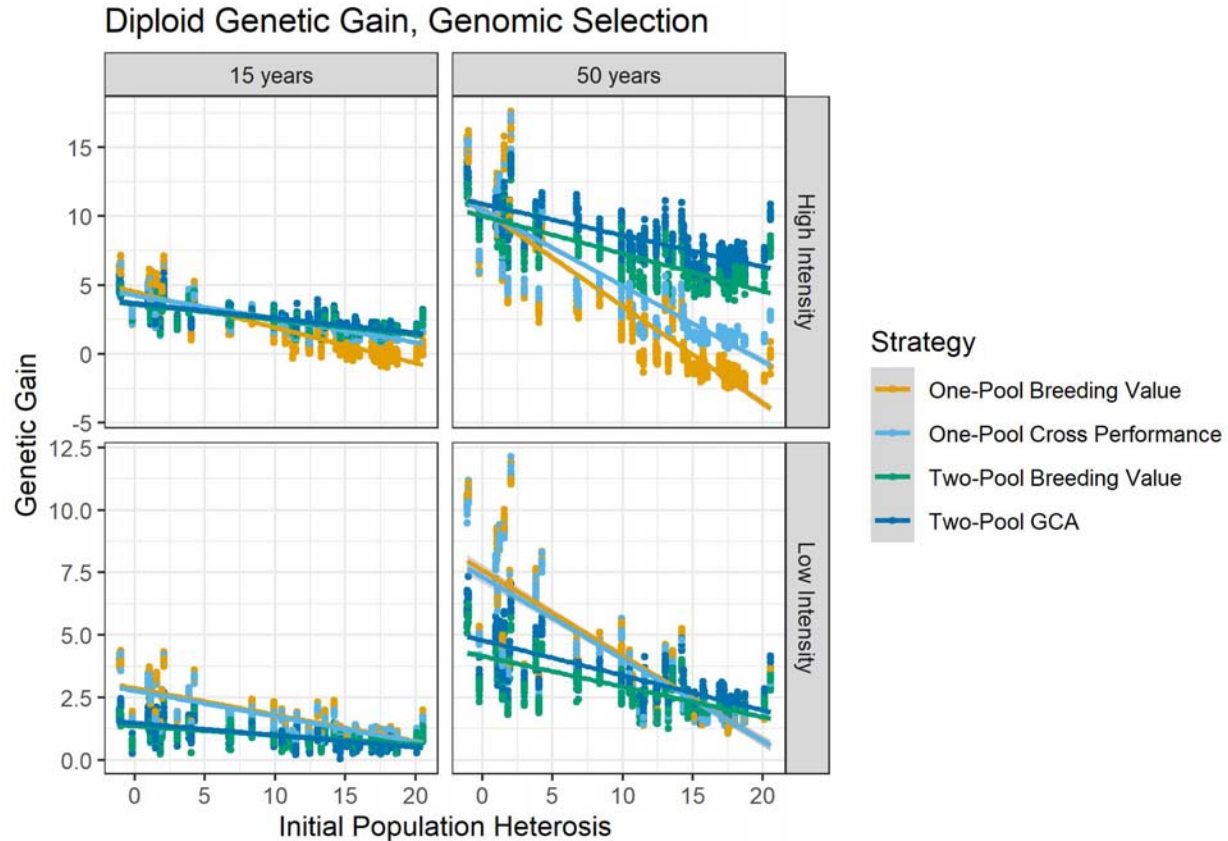 Diploid Genetic Gain, Genomic Selection
15 years
50 years
15
10
5
0
-5
High Intensity
12.5
10.0
7.5
5.0
2.5
0.0
Low Intensity
Genetic Gain
0 5 10 15 20
0 5 10 15 20
Initial Population Heterosis
Strategy
One-Pool Breeding Value
One-Pool Cross Performance
Two-Pool Breeding Value
Two-Pool GCA